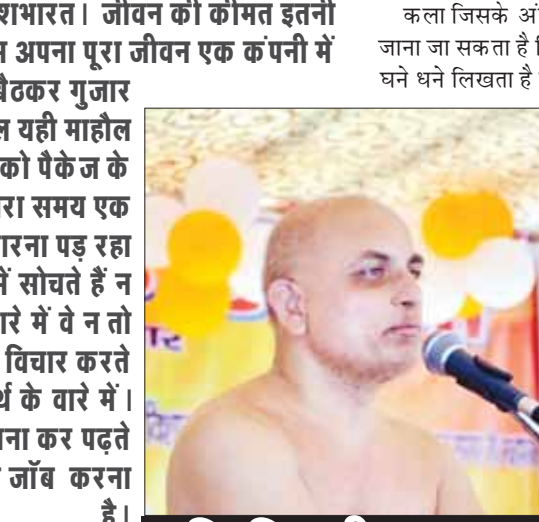 शभारत। जीवन की कीमत इतनी
अपना पूरा जीवन एक कंपनी में
बैठकर गुजार
यही माहौल
को पैकेज के
समय एक
पड़ रहा
में सोचते हैं न
में वे न तो
विचार करते
के वारे में।
कर पढ़ते
जॉब करना
है।
कला जिसके
जाना जा सकता है
घने धने लिखता है